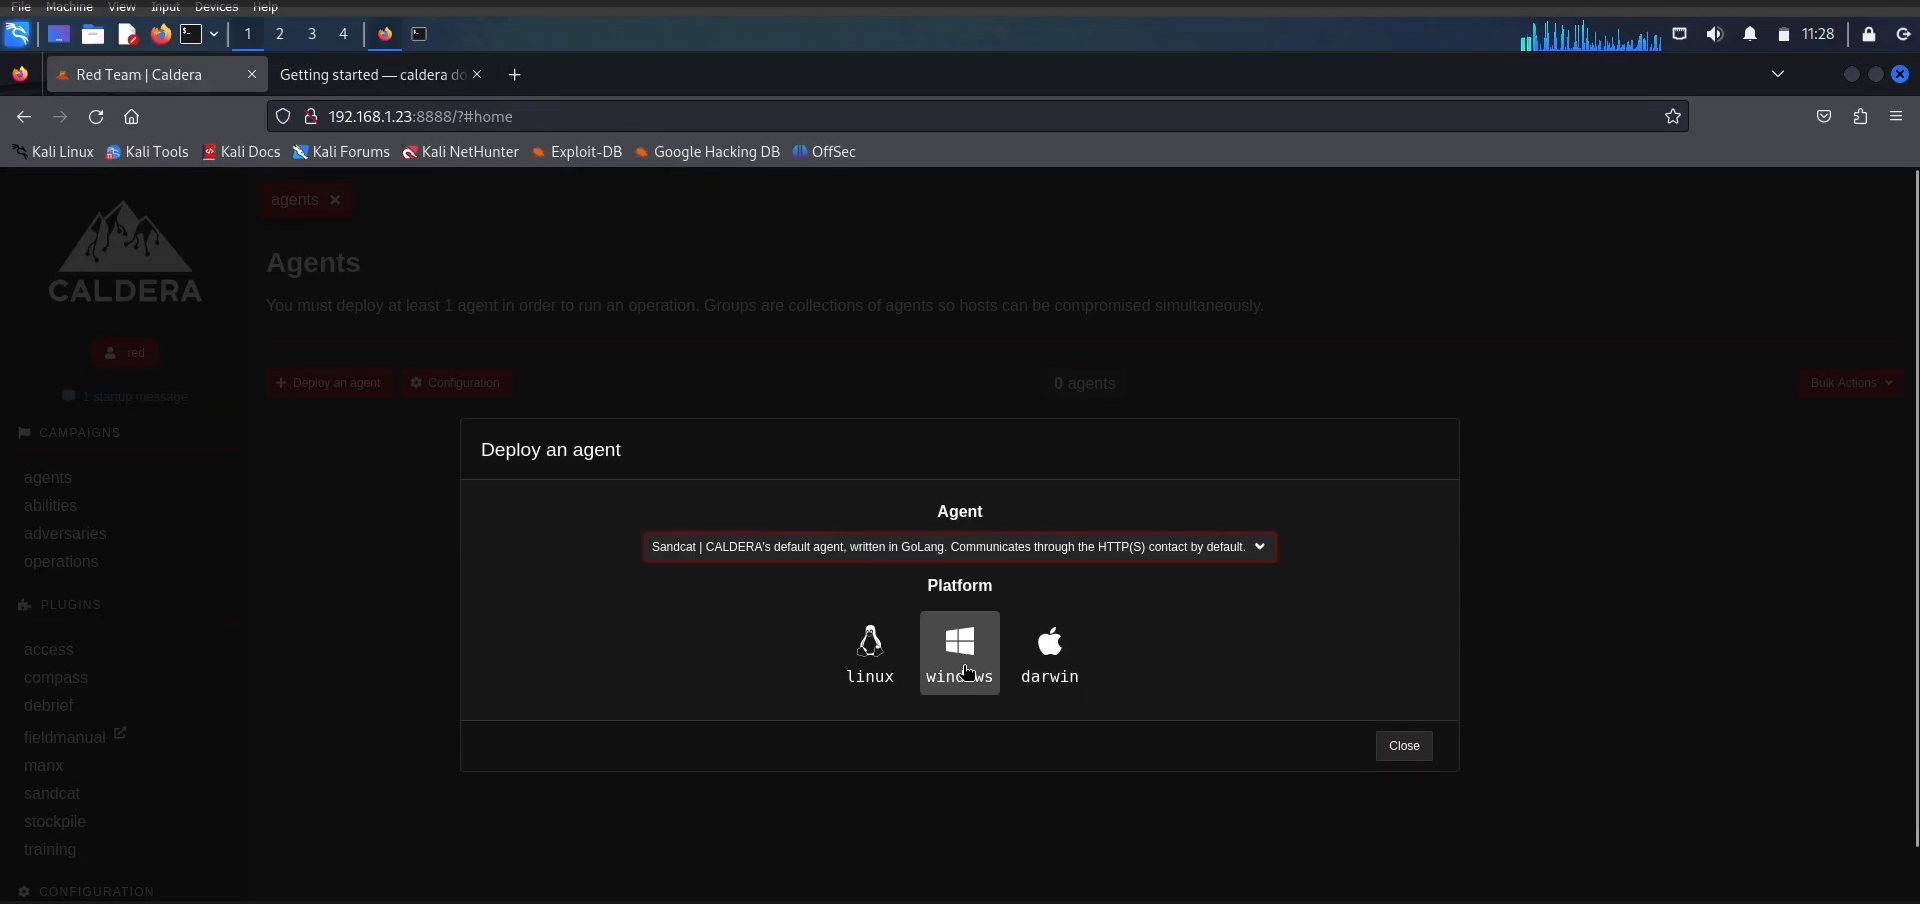 File Machine View Input Devices Help
1 2 3 4 11:28
Red Team | Caldera Getting started — caldera do
192.168.1.23:8888/?#home
Kali Linux Kali Tools Kali Docs Kali Forums Kali NetHunter Exploit-DB Google Hacking DB OffSec
CALDERA
red
1 startup message
CAMPAIGNS
agents
abilities
adversaries
operations
PLUGINS
access
compass
debrief
fieldmanual
manx
sandcat
stockpile
training
CONFIGURATION
agents
Agents
You must deploy at least 1 agent in order to run an operation. Groups are collections of agents so hosts can be compromised simultaneously.
+ Deploy an agent Configuration 0 agents Bulk Actions
Deploy an agent
Agent
Sandcat | CALDERA's default agent, written in GoLang. Communicates through the HTTP(S) contact by default.
Platform
linux windows darwin
Close